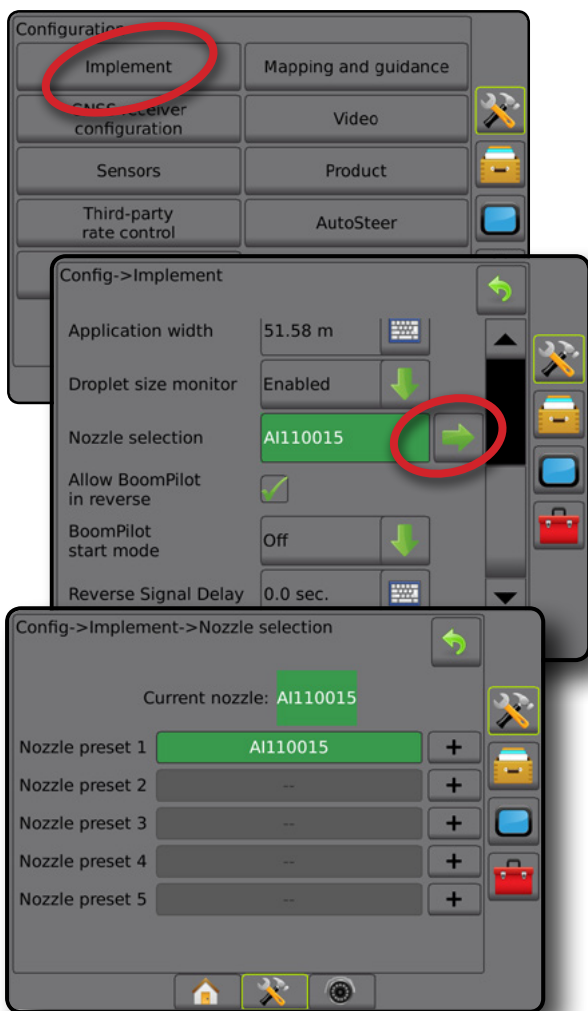 Configuration
Implement
Mapping and guidance
GNSS receiver
configuration
Video
Sensors
Product
Third-party
rate control
AutoSteer
Config->Implement
Application width
51.58 m
Droplet size monitor
Enabled
Nozzle selection
AI110015
Allow BoomPilot
in reverse
BoomPilot
start mode
Off
Reverse Signal Delay
0.0 sec.
Config->Implement->Nozzle selection
Current nozzle: AI110015
Nozzle preset 1 AI110015 +
Nozzle preset 2 -- +
Nozzle preset 3 -- +
Nozzle preset 4 -- +
Nozzle preset 5 -- +